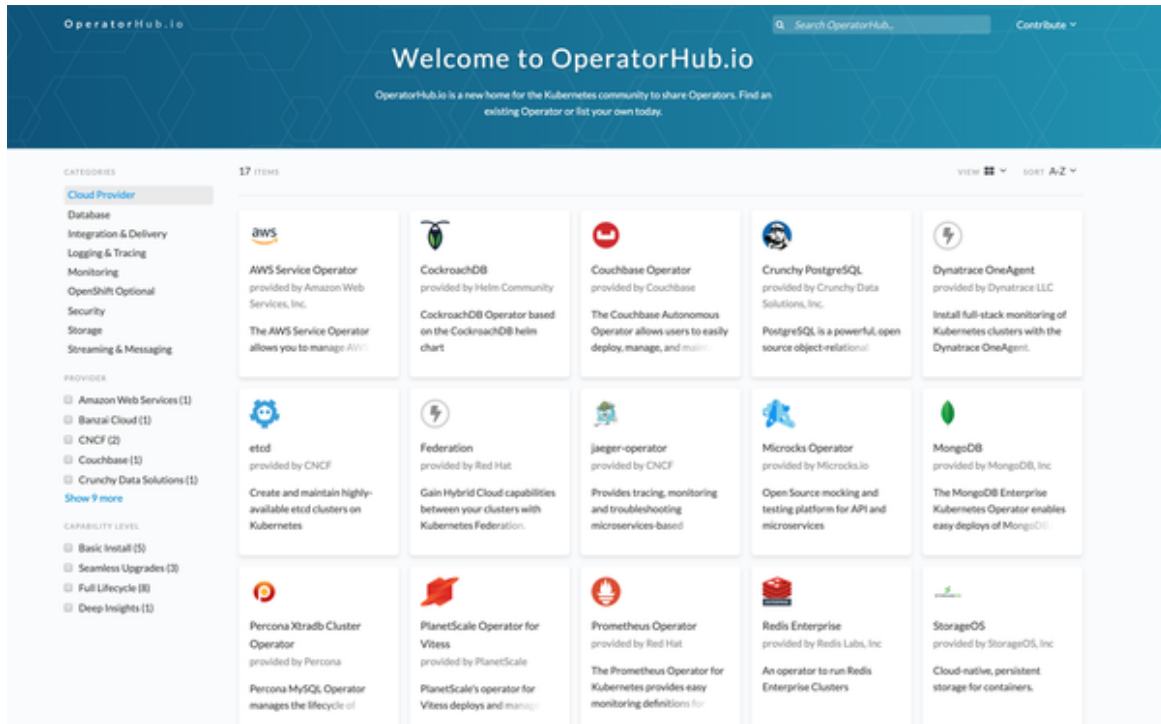 OperatorHub.io
Search OperatorHub...
Contribute
Welcome to OperatorHub.io
OperatorHub.io is a new home for the Kubernetes community to share Operators. Find an
existing Operator or list your own today.
CATEGORIES
Cloud Provider
Database
Integration & Delivery
Logging & Tracing
Monitoring
OpenShift Optional
Security
Storage
Streaming & Messaging
PROVIDER
Amazon Web Services (1)
Banzai Cloud (1)
CNCF (2)
Couchbase (1)
Crunchy Data Solutions (1)
Show 9 more
CAPABILITY LEVEL
Basic Install (5)
Seamless Upgrades (3)
Full Lifecycle (8)
Deep Insights (1)
17 ITEMS
VIEW
SORT A-Z
aws
AWS Service Operator
provided by Amazon Web
Services, Inc.
The AWS Service Operator
allows you to manage AWS
CockroachDB
provided by Helm Community
CockroachDB Operator based
on the CockroachDB helm
chart
Couchbase Operator
provided by Couchbase
The Couchbase Autonomous
Operator allows users to easily
deploy, manage, and
Crunchy PostgreSQL
provided by Crunchy Data
Solutions, Inc.
PostgreSQL is a powerful, open
source object-relational
Dynatrace OneAgent
provided by Dynatrace LLC
Install full-stack monitoring of
Kubernetes clusters with the
Dynatrace OneAgent.
etcd
provided by CNCF
Create and maintain highly-
available etcd clusters on
Kubernetes
Federation
provided by Red Hat
Gain Hybrid Cloud capabilities
between your clusters with
Kubernetes Federation.
jaeger-operator
provided by CNCF
Provides tracing, monitoring
and troubleshooting
microservices-based
Microcks Operator
provided by Microcks.io
Open Source mocking and
testing platform for API and
microservices
MongoDB
provided by MongoDB, Inc
The MongoDB Enterprise
Kubernetes Operator enables
easy deploys of MongoDB
Percona Xtradb Cluster
Operator
provided by Percona
Percona MySQL Operator
manages the lifecycle of
PlanetScale Operator for
Vitess
provided by PlanetScale
PlanetScale's operator for
Vitess deploys and
Prometheus Operator
provided by Red Hat
The Prometheus Operator for
Kubernetes provides easy
monitoring definitions for
Redis Enterprise
provided by Redis Labs, Inc
An operator to run Redis
Enterprise Clusters
StorageOS
provided by StorageOS, Inc
Cloud-native, persistent
storage for containers.